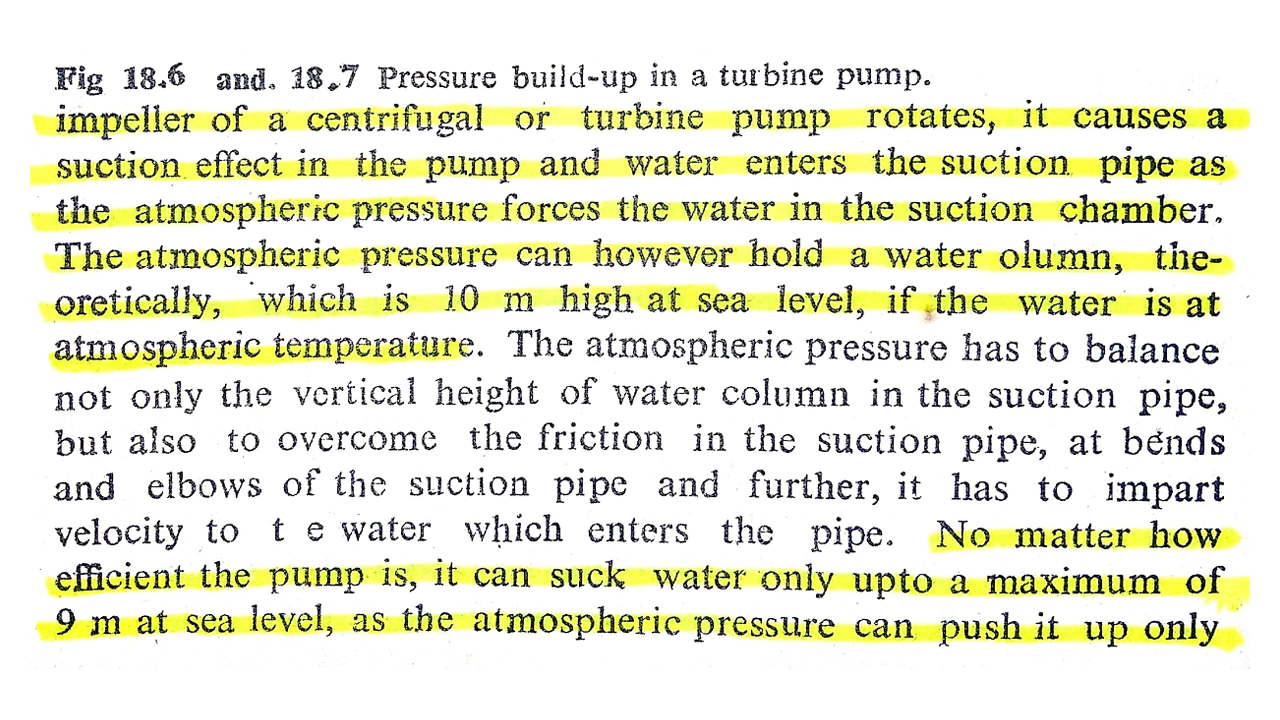 Fig 18.6 and. 18.7 Pressure build-up in a turbine pump.
impeller of a centrifugal or turbine pump rotates, it causes a
suction effect in the pump and water enters the suction pipe as
the atmospheric pressure forces the water in the suction chamber.
The atmospheric pressure can however hold a water olumn, the-
oretically, which is 10 m high at sea level, if the water is at
atmospheric temperature. The atmospheric pressure has to balance
not only the vertical height of water column in the suction pipe,
but also to overcome the friction in the suction pipe, at bends
and elbows of the suction pipe and further, it has to impart
velocity to t e water which enters the pipe. No matter how
efficient the pump is, it can suck water only upto a maximum of
9 m at sea level, as the atmospheric pressure can push it up only